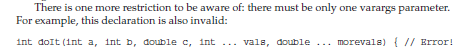 There is one more restriction to be aware of: there must be only one varargs parameter.
For example, this declaration is also invalid:
int doIt(int a, int b, double c, int ... vals, double ... morevals) { // Error!